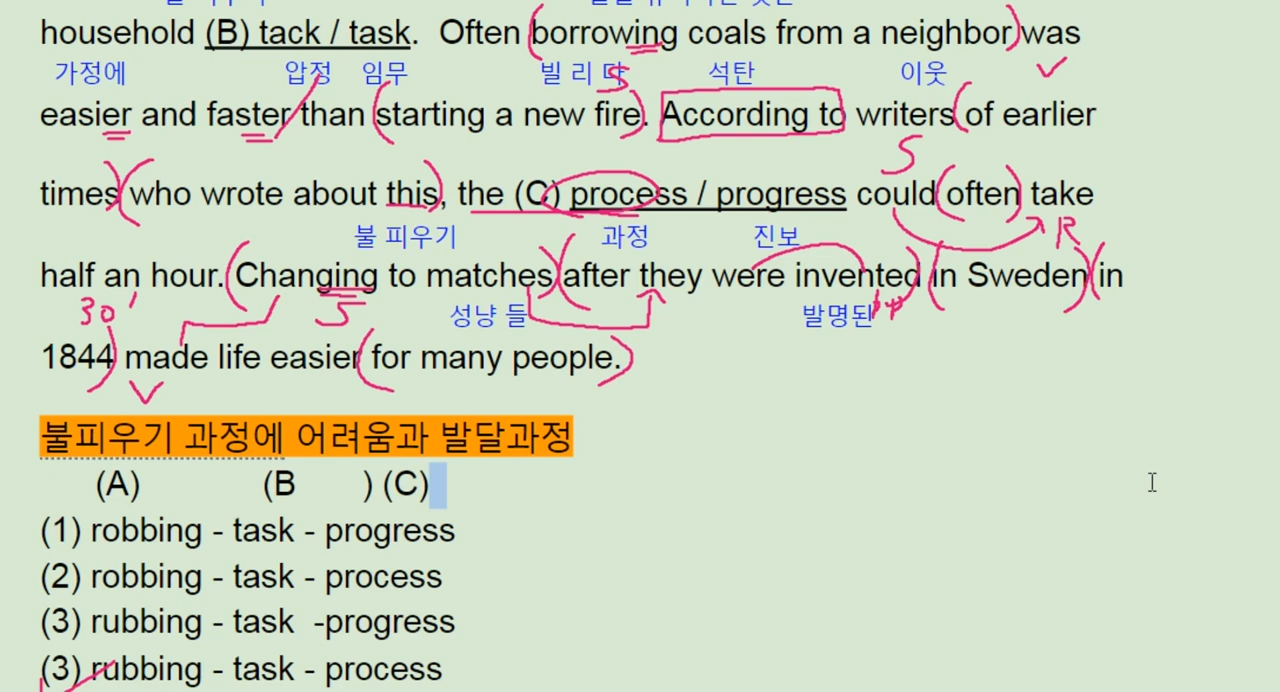 household (B) tack / task. Often borrowing coals from a neighbor was
가정에 압정 임무 빌 리 다 석탄 이웃
S V
easier and faster than starting a new fire. According to writers of earlier
S
times who wrote about this, the (C) process / progress could often take
불 피우기 과정 진보 R
half an hour. Changing to matches after they were invented in Sweden in
30' S 성냥 들 발명된
1844 made life easier for many people.
V
불피우기 과정에 어려움과 발달과정
(A) (B ) (C)
(1) robbing - task - progress
(2) robbing - task - process
(3) rubbing - task -progress
(3) rubbing - task - process